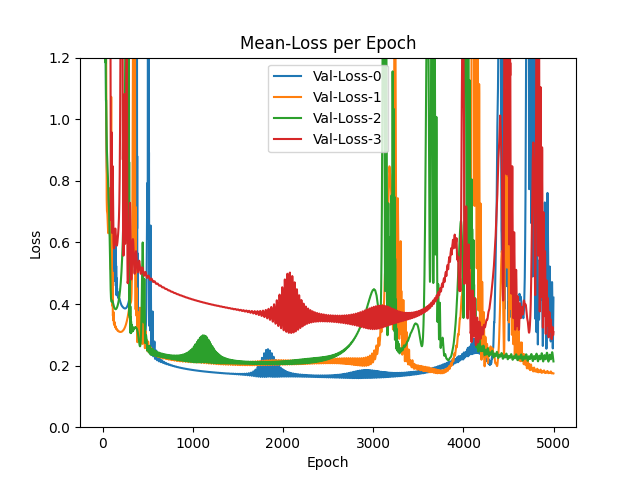 Mean-Loss per Epoch
Val-Loss-0
Val-Loss-1
Val-Loss-2
Val-Loss-3
1.2
1.0
0.8
0.6
0.4
0.2
0.0
Loss
0 1000 2000 3000 4000 5000
Epoch